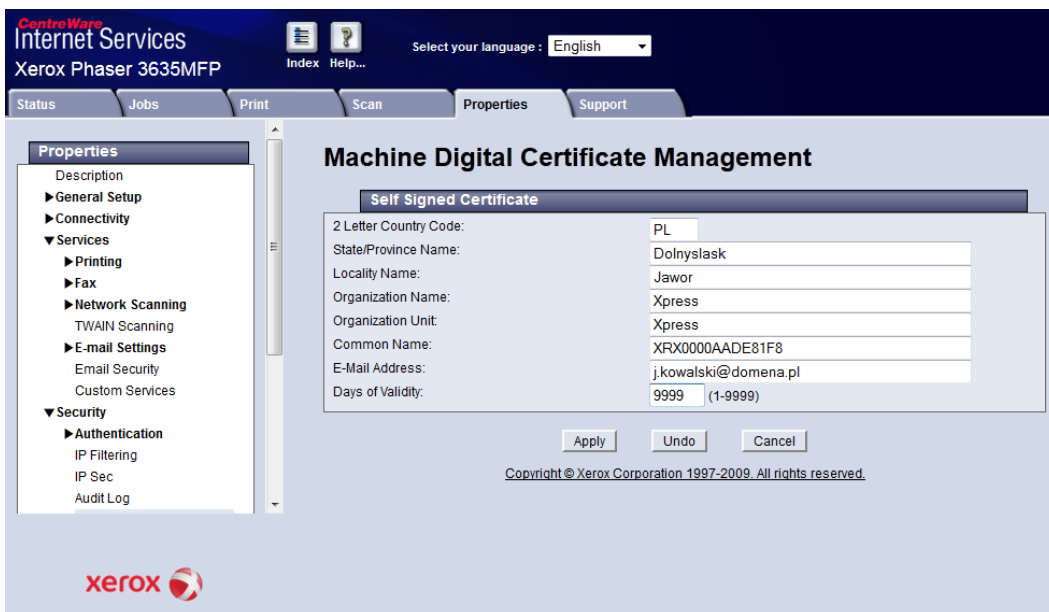 CentreWare
Internet Services
Xerox Phaser 3635MFP
Index Help...
Select your language : English
Status Jobs Print Scan Properties Support
Properties
Description
General Setup
Connectivity
Services
Printing
Fax
Network Scanning
TWAIN Scanning
E-mail Settings
Email Security
Custom Services
Security
Authentication
IP Filtering
IP Sec
Audit Log
Machine Digital Certificate Management
Self Signed Certificate
2 Letter Country Code: PL
State/Province Name: Dolnyslask
Locality Name: Jawor
Organization Name: Xpress
Organization Unit: Xpress
Common Name: XRX0000AADE81F8
E-Mail Address: j.kowalski@domena.pl
Days of Validity: 9999 (1-9999)
Apply Undo Cancel
Copyright © Xerox Corporation 1997-2009. All rights reserved.
xerox